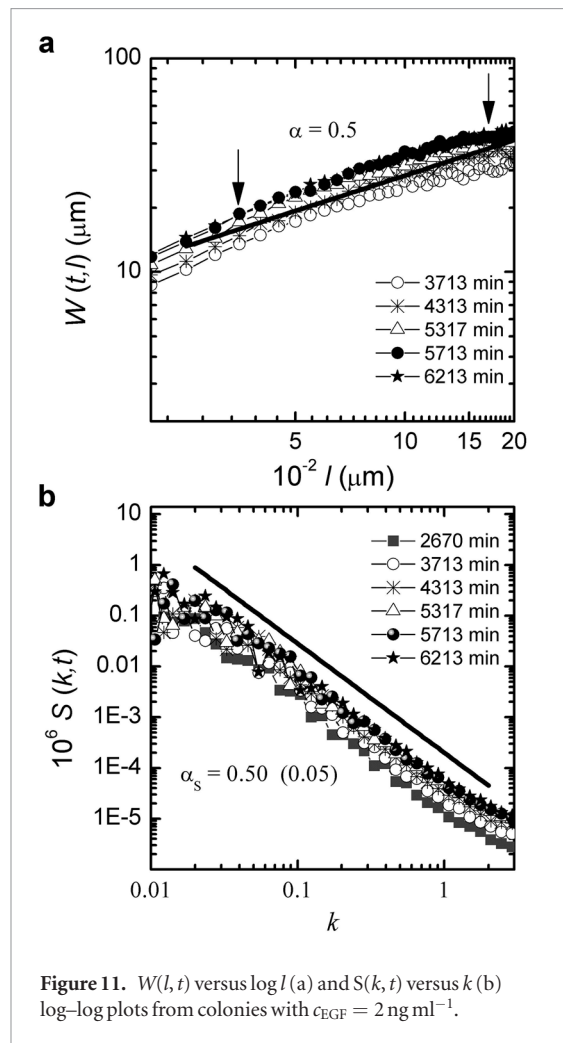 a
100
α = 0.5
W (t,l) (μm)
10
3713 min
4313 min
5317 min
5713 min
6213 min
5 10 15 20
10⁻² l (μm)
b
10
1
0.1
0.01
1E-3
1E-4
1E-5
10⁶ S (k,t)
2670 min
3713 min
4313 min
5317 min
5713 min
6213 min
αS = 0.50 (0.05)
0.01 0.1 1
k
Figure 11. W(l, t) versus log l (a) and S(k, t) versus k (b)
log–log plots from colonies with cEGF = 2 ng ml⁻¹.